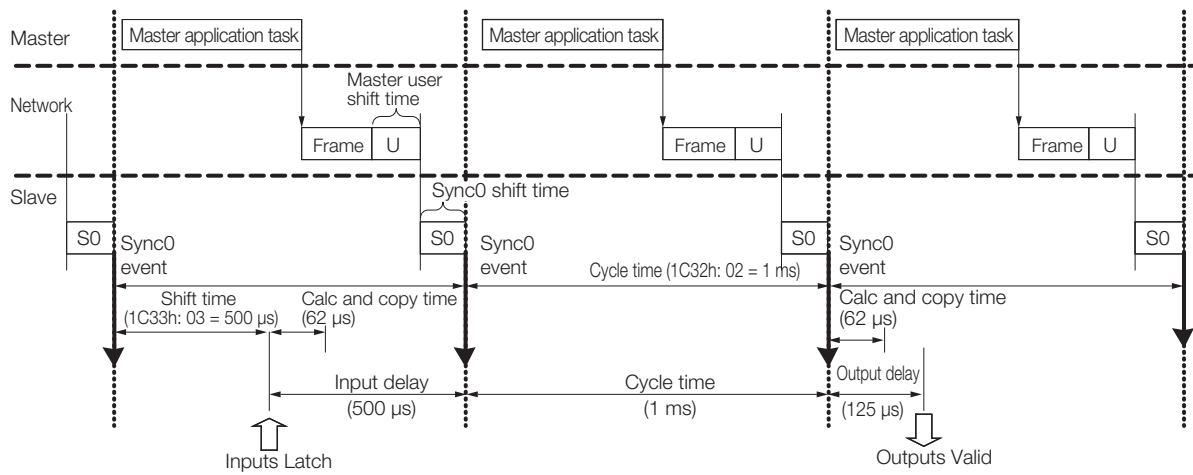 Master
Master application task
Master application task
Master application task
Master user
shift time
Network
Frame
U
Frame
U
Frame
U
Slave
Sync0 shift time
S0
S0
S0
S0
Sync0
event
Sync0
event
Sync0
event
Cycle time (1C32h: 02 = 1 ms)
Shift time
(1C33h: 03 = 500 μs)
Calc and copy time
(62 μs)
Calc and copy time
(62 μs)
Input delay
(500 μs)
Cycle time
(1 ms)
Output delay
(125 μs)
Inputs Latch
Outputs Valid